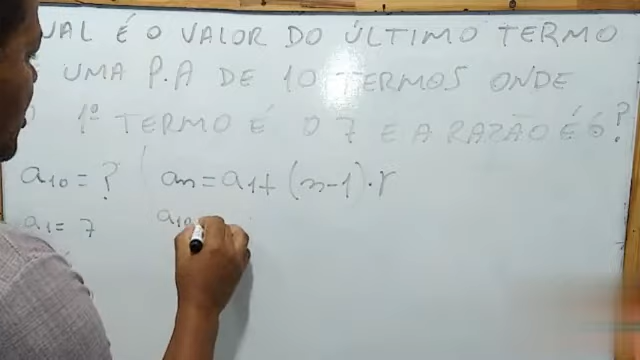 UAL É O VALOR DO ÚLTIMO TERMO
UMA P.A DE 10 TERMOS ONDE
1º TERMO É O 7 E A RAZÃO É 6?
a10 = ? an = a1 + (n-1).r
a1 = 7 a10